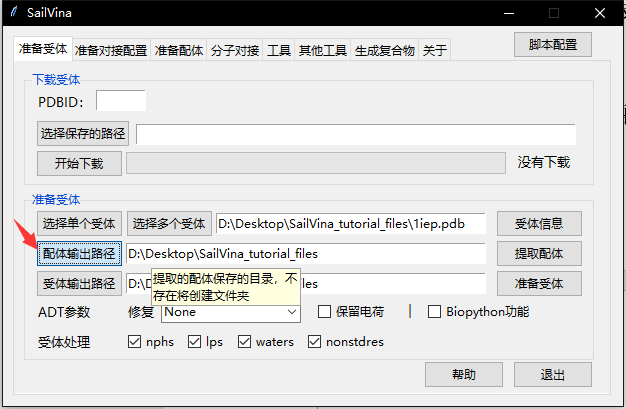 SailVina
准备受体 准备对接配置 准备配体 分子对接 工具 其他工具 生成复合物 关于 脚本配置
下载受体
PDBID:
选择保存的路径
开始下载 没有下载
准备受体
选择单个受体 选择多个受体 D:\Desktop\SailVina_tutorial_files\1iep.pdb 受体信息
配体输出路径 D:\Desktop\SailVina_tutorial_files 提取配体
受体输出路径 准备受体
提取的配体保存的目录，不
存在将创建文件夹
ADT参数 修复 None 保留电荷 Biopython功能
受体处理 nphs lps waters nonstdres
帮助 退出